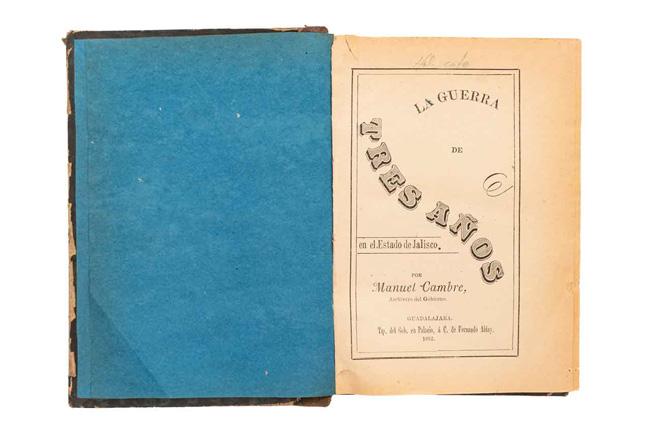 LA GUERRA
DE
TRES AÑOS
en el Estado de Jalisco.
POR
Manuel Cambre,
Archivero del Gobierno.
GUADALAJARA.
Tip. del Gob. en Palacio, á C. de Fernando Alday.